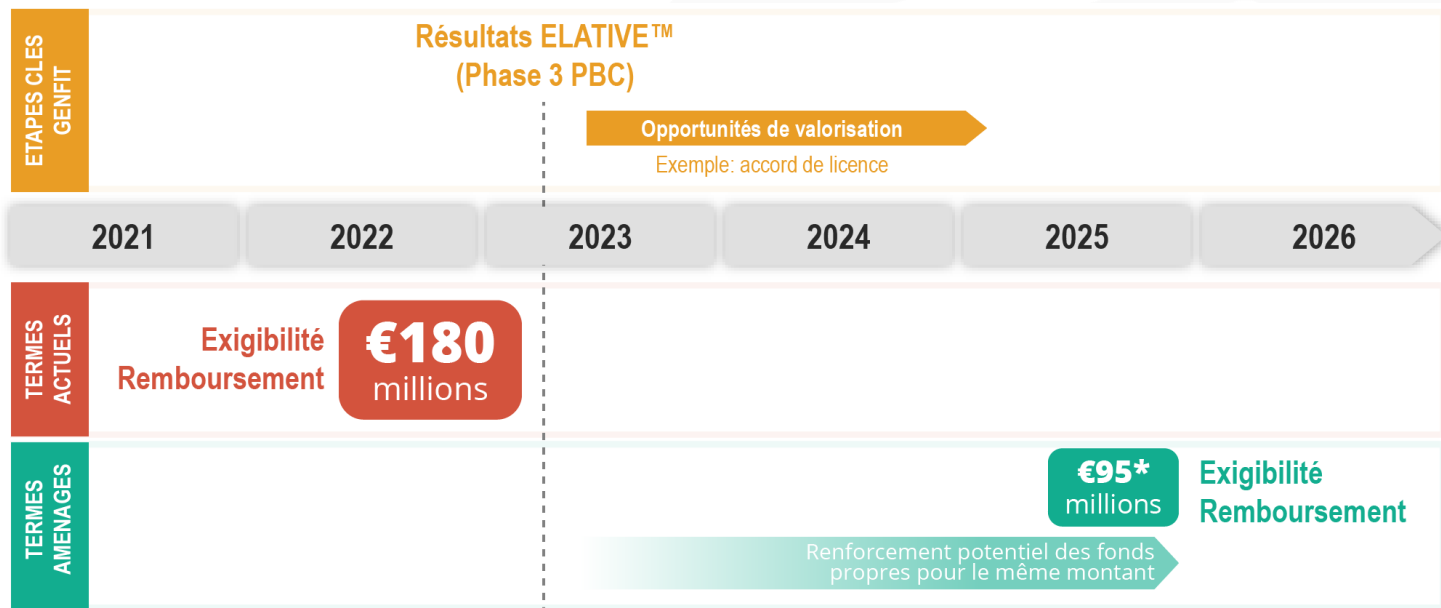 ETAPES CLES
GENFIT
Résultats ELATIVE™
(Phase 3 PBC)
Opportunités de valorisation
Exemple: accord de licence
2021
2022
2023
2024
2025
2026
TERMES
ACTUELS
Exigibilité
Remboursement
€180
millions
TERMES
AMENAGES
€95*
millions
Exigibilité
Remboursement
Renforcement potentiel des fonds
propres pour le même montant